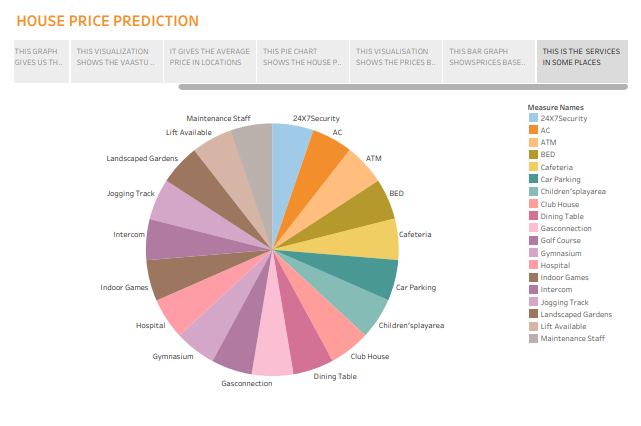 HOUSE PRICE PREDICTION
THIS GRAPH
GIVES US TH..
THIS VISUALIZATION
SHOWS THE VAASTU ..
IT GIVES THE AVERAGE
PRICE IN LOCATIONS
THIS PIE CHART
SHOWS THE HOUSE P..
THIS VISUALISATION
SHOWS THE PRICES B..
THIS BAR GRAPH
SHOWSPRICES BASE..
THIS IS THE SERVICES
IN SOME PLACES
Maintenance Staff
24X7Security
Lift Available
AC
Landscaped Gardens
ATM
Jogging Track
BED
Intercom
Cafeteria
Indoor Games
Car Parking
Hospital
Children'splayarea
Gymnasium
Club House
Gasconnection
Dining Table
Measure Names
24X7Security
AC
ATM
BED
Cafeteria
Car Parking
Children'splayarea
Club House
Dining Table
Gasconnection
Golf Course
Gymnasium
Hospital
Indoor Games
Intercom
Jogging Track
Landscaped Gardens
Lift Available
Maintenance Staff